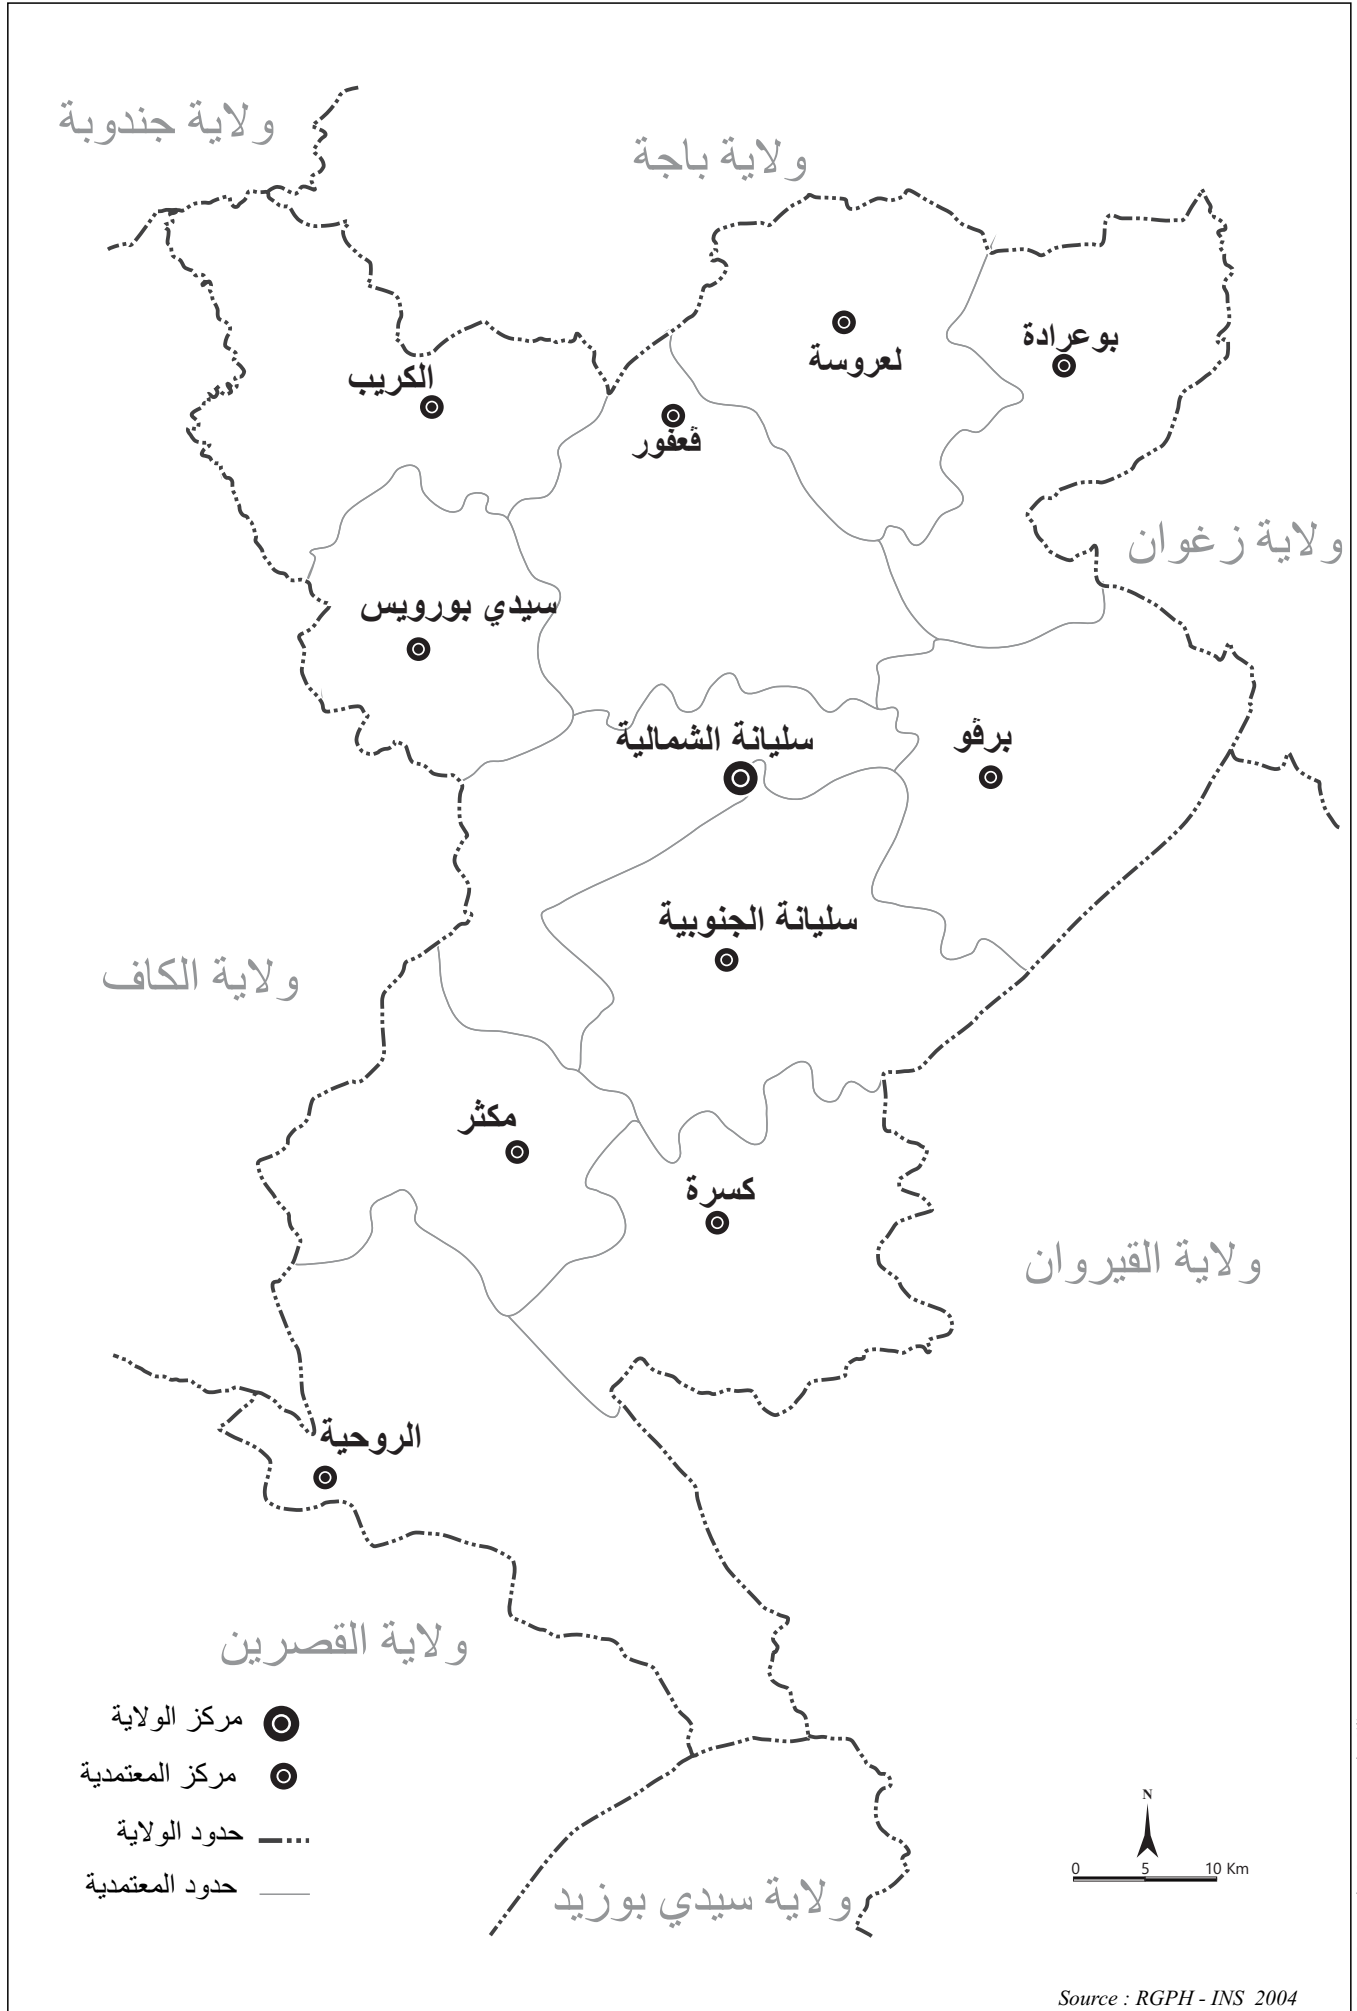 ولاية جندوبة
ولاية باجة
لعروسة
بوعرادة
الكريب
ڤعفور
ولاية زغوان
سيدي بورويس
سليانة الشمالية
برڤو
سليانة الجنوبية
ولاية الكاف
مكثر
كسرة
ولاية القيروان
الروحية
ولاية القصرين
مركز الولاية
مركز المعتمدية
حدود الولاية
حدود المعتمدية
ولاية سيدي بوزيد
N
0 5 10 Km
Source : RGPH - INS 2004